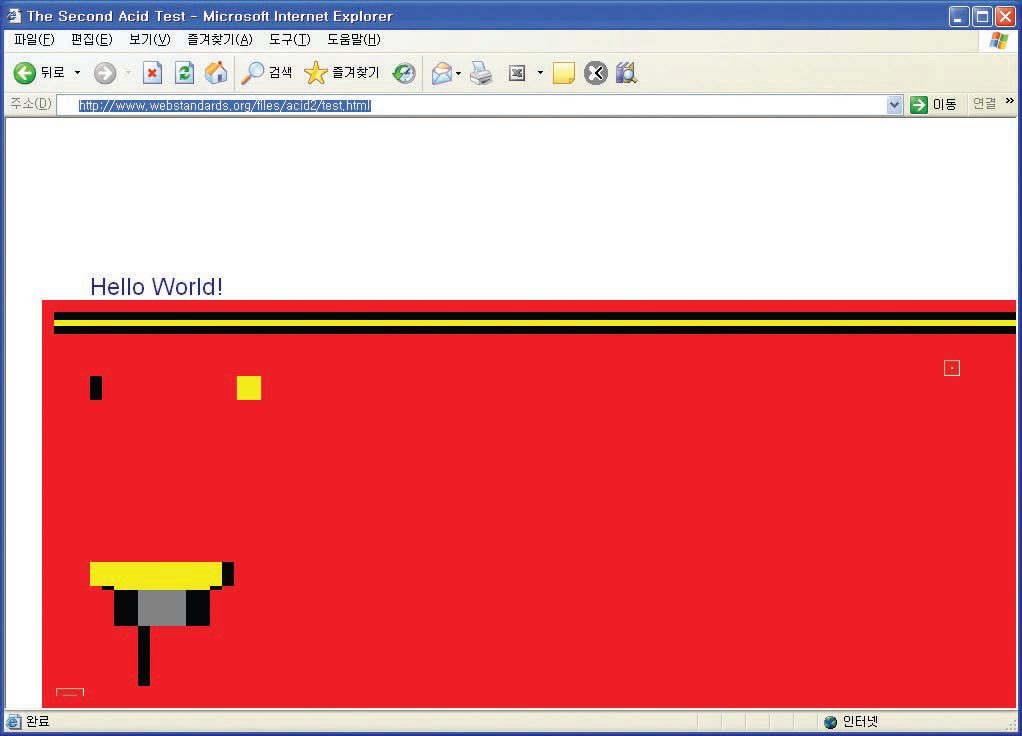 The Second Acid Test - Microsoft Internet Explorer
파일(F) 편집(E) 보기(V) 즐겨찾기(A) 도구(T) 도움말(H)
뒤로 검색 즐겨찾기
주소(D) http://www.webstandards.org/files/acid2/test.html 이동 연결 »
Hello World!
완료 인터넷